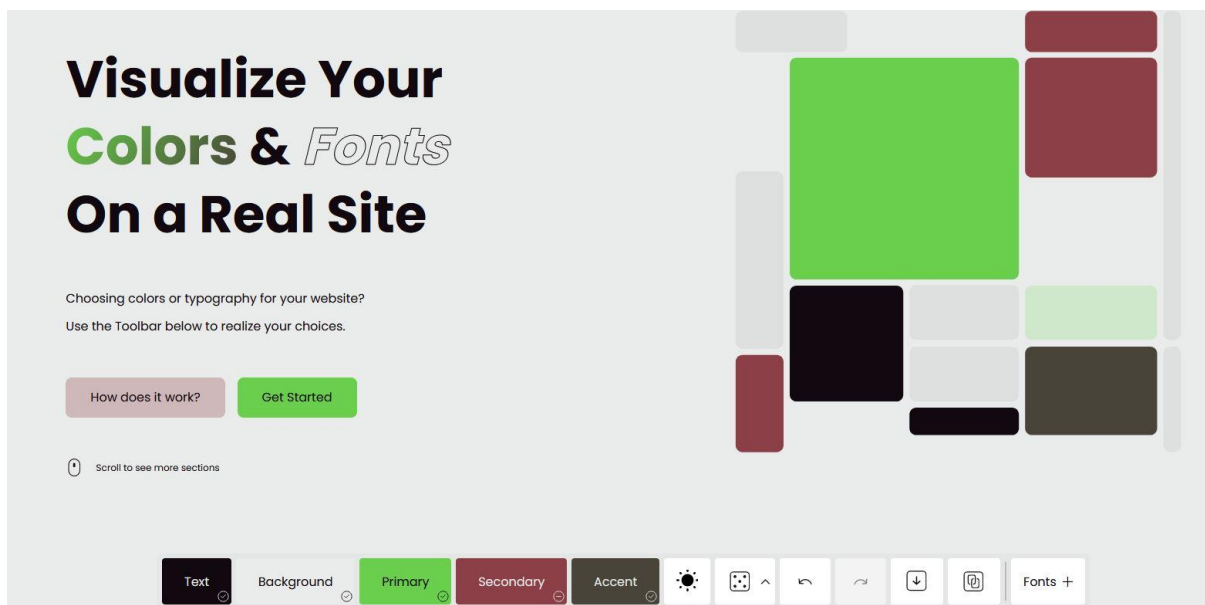 Visualize Your
Colors & Fonts
On a Real Site
Choosing colors or typography for your website?
Use the Toolbar below to realize your choices.
How does it work? Get Started
Scroll to see more sections
Text Background Primary Secondary Accent Fonts +